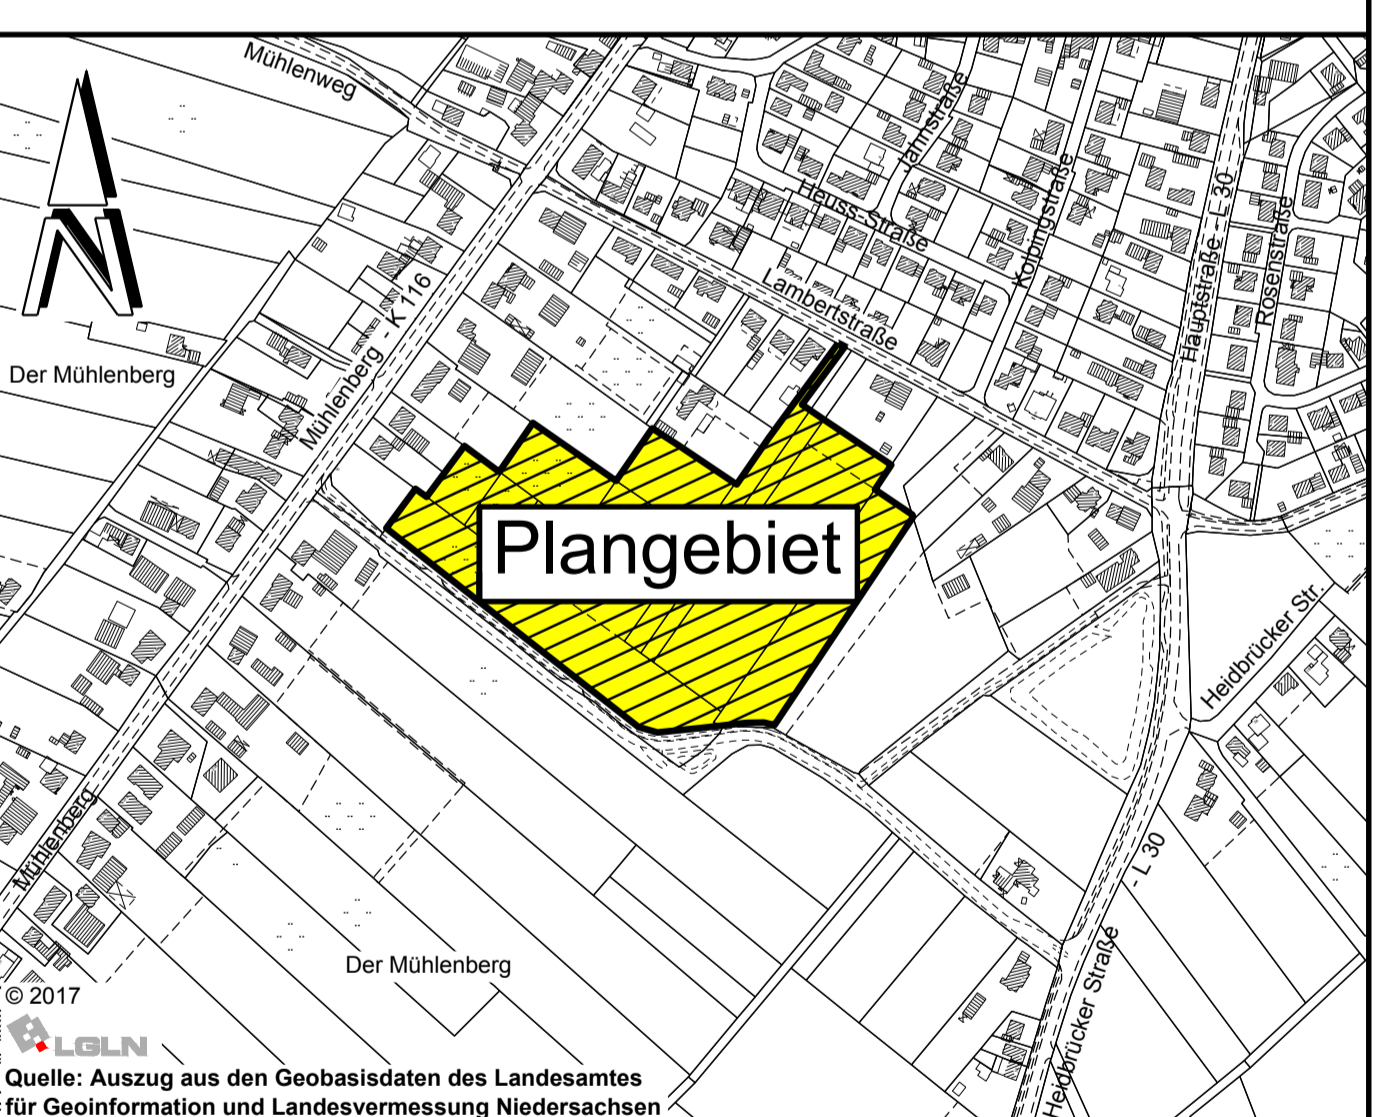 Mühlenweg
Jahnstraße
Heuss-Straße
Kolpingstraße
Hauptstraße - L 30
Rosenstraße
Lambertstraße
Mühlenberg - K 116
N
Der Mühlenberg
Plangebiet
Heidbrücker Str.
Mühlenberg
- L 30
Der Mühlenberg
Heidbrücker Straße
© 2017
LGLN
Quelle: Auszug aus den Geobasisdaten des Landesamtes
für Geoinformation und Landesvermessung Niedersachsen